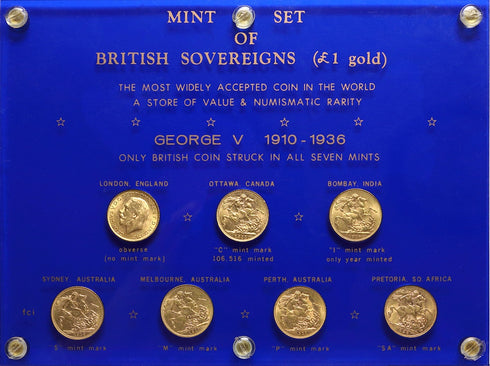 MINT SET
OF
BRITISH SOVEREIGNS (£1 gold)
THE MOST WIDELY ACCEPTED COIN IN THE WORLD
A STORE OF VALUE & NUMISMATIC RARITY
GEORGE V 1910-1936
ONLY BRITISH COIN STRUCK IN ALL SEVEN MINTS
LONDON, ENGLAND OTTAWA, CANADA BOMBAY, INDIA
obverse "C" mint mark "I" mint mark
(no mint mark) 106,516 minted only year minted
SYDNEY, AUSTRALIA MELBOURNE, AUSTRALIA PERTH, AUSTRALIA PRETORIA, SO. AFRICA
fci
"S" mint mark "M" mint mark "P" mint mark "SA" mint mark